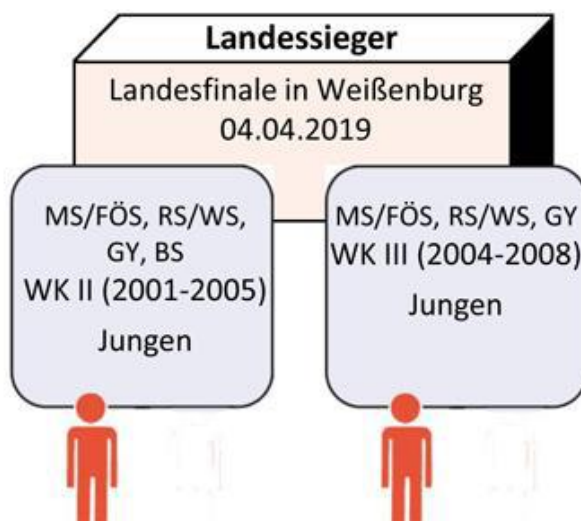 Landessieger
Landesfinale in Weißenburg
04.04.2019
MS/FÖS, RS/WS,
GY, BS
WK II (2001-2005)
Jungen
MS/FÖS, RS/WS, GY
WK III (2004-2008)
Jungen